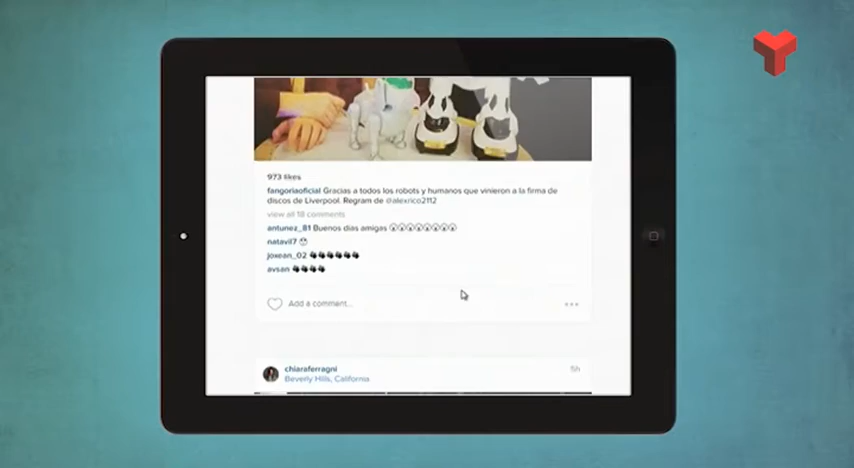 973 likes
fangoriaoficial Gracias a todos los robots y humanos que vinieron a la firma de
discos de Liverpool. Regram de @alexrico2112
view all 18 comments
antunez_81 Buenos días amigas
natavil7
joxean_02
avsan
Add a comment...
chiaraferragni
5h
Beverly Hills, California